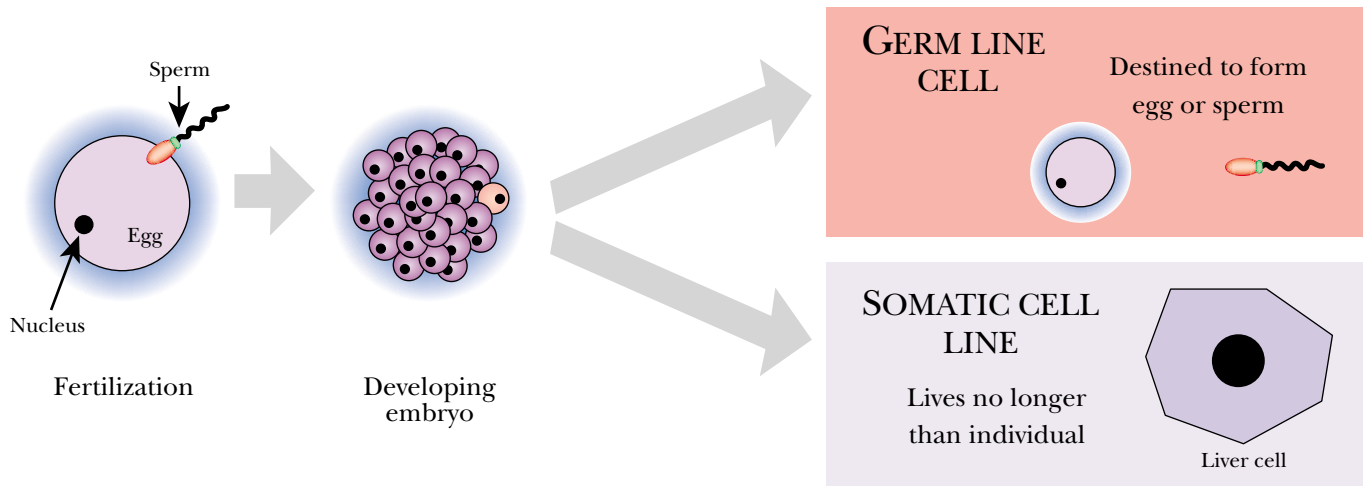 Sperm
Egg
Nucleus
Fertilization
Developing
embryo
GERM LINE
CELL
Destined to form
egg or sperm
SOMATIC CELL
LINE
Lives no longer
than individual
Liver cell